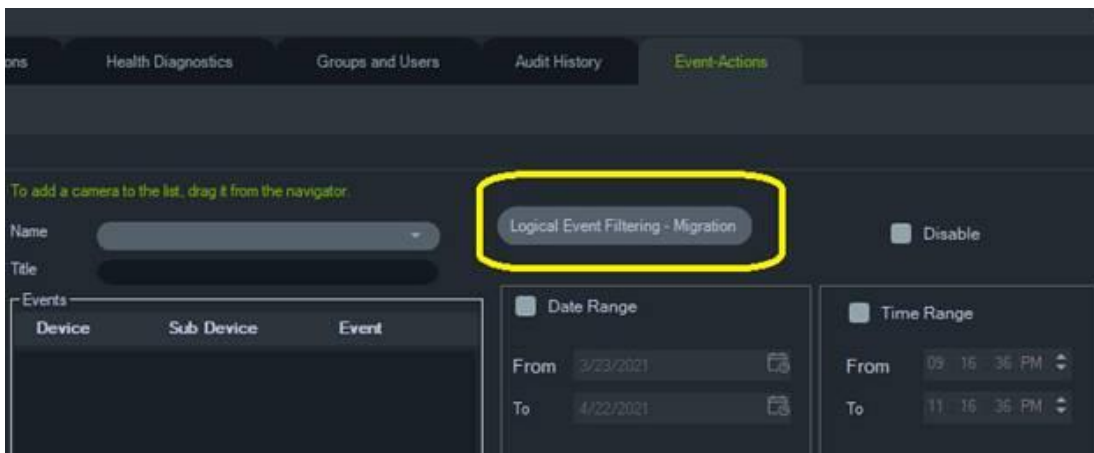 ons Health Diagnostics Groups and Users Audit History Event-Actions
To add a camera to the list, drag it from the navigator.
Name
Logical Event Filtering - Migration
Disable
Title
Events
Device Sub Device Event
Date Range
From 3/23/2021
To 4/22/2021
Time Range
From 09 16 36 PM
To 11 16 36 PM